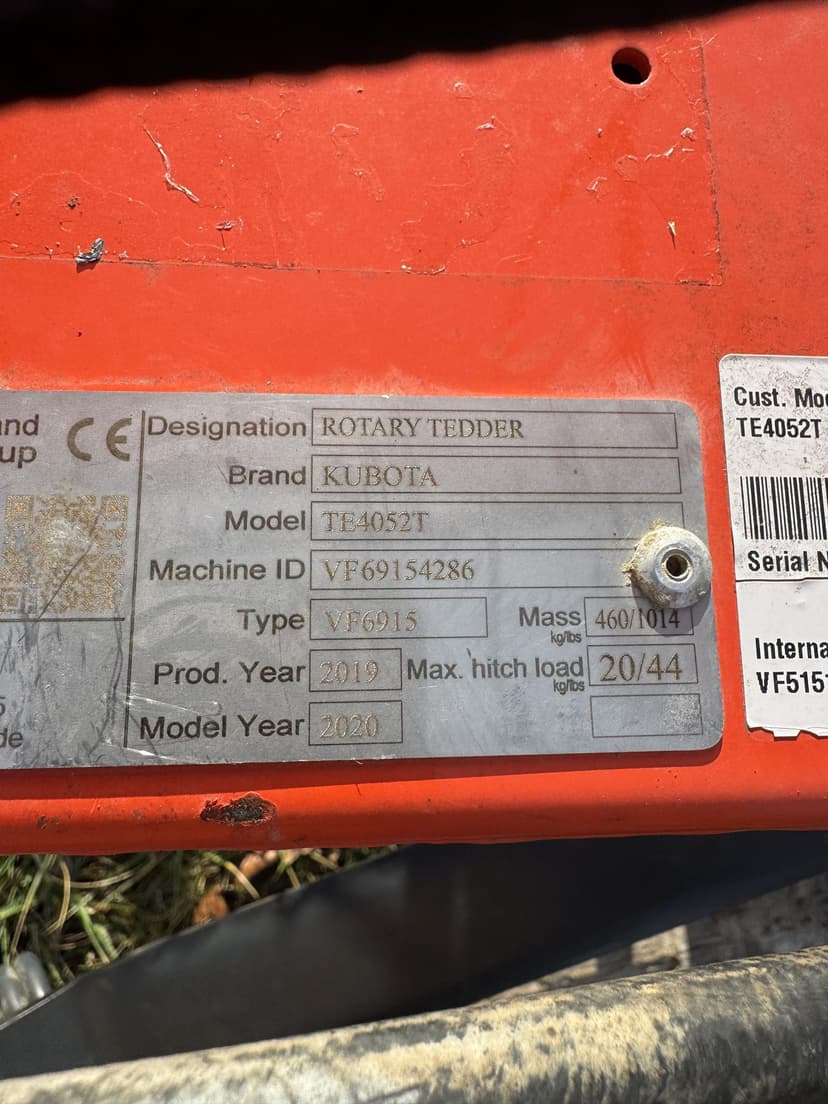 nd
up
CE
Designation ROTARY TEDDER
Brand KUBOTA
Model TE4052T
Machine ID VF69154286
Type VF6915 Mass kg/lbs 460/1014
Prod. Year 2019 Max. hitch load kg/lbs 20/44
Model Year 2020
5
de
Cust. Mo
TE4052T
Serial N
Interna
VF515